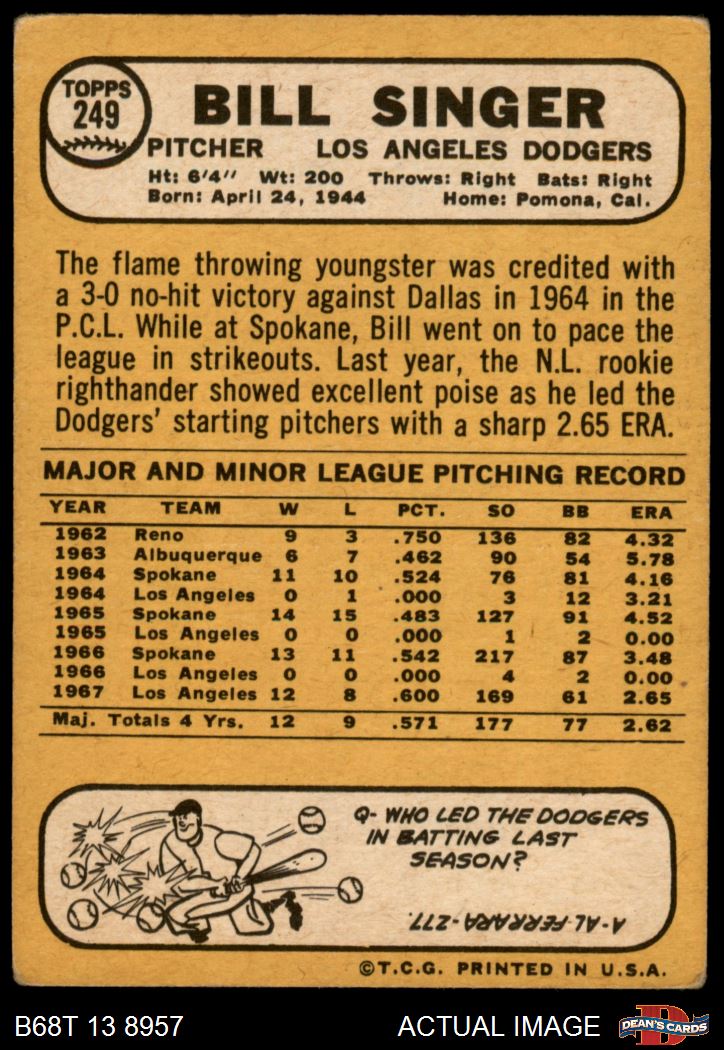 TOPPS
249
BILL SINGER
PITCHER LOS ANGELES DODGERS
Ht: 6'4" Wt: 200 Throws: Right Bats: Right
Born: April 24, 1944 Home: Pomona, Cal.
The flame throwing youngster was credited with
a 3-0 no-hit victory against Dallas in 1964 in the
P.C.L. While at Spokane, Bill went on to pace the
league in strikeouts. Last year, the N.L. rookie
righthander showed excellent poise as he led the
Dodgers' starting pitchers with a sharp 2.65 ERA.
MAJOR AND MINOR LEAGUE PITCHING RECORD
YEAR TEAM W L PCT. SO BB ERA
1962 Reno 9 3 .750 136 82 4.32
1963 Albuquerque 6 7 .462 90 54 5.78
1964 Spokane 11 10 .524 76 81 4.16
1964 Los Angeles 0 1 .000 3 12 3.21
1965 Spokane 14 15 .483 127 91 4.52
1965 Los Angeles 0 0 .000 1 2 0.00
1966 Spokane 13 11 .542 217 87 3.48
1966 Los Angeles 0 0 .000 4 2 0.00
1967 Los Angeles 12 8 .600 169 61 2.65
Maj. Totals 4 Yrs. 12 9 .571 177 77 2.62
Q- WHO LED THE DODGERS
IN BATTING LAST
SEASON?
A-AL FERRARA-.277.
©T.C.G. PRINTED IN U.S.A.
B68T 13 8957 ACTUAL IMAGE D DEAN'S CARDS